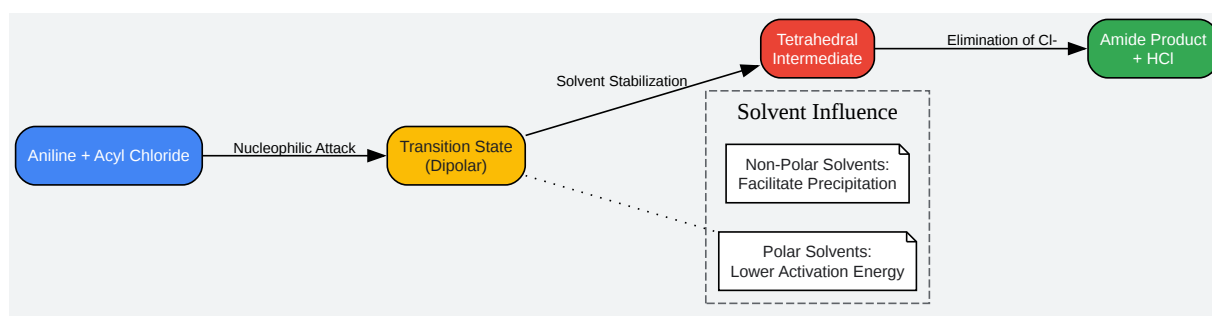 Aniline + Acyl Chloride
Nucleophilic Attack
Transition State
(Dipolar)
Solvent Stabilization
Tetrahedral
Intermediate
Elimination of Cl-
Amide Product
+ HCl
Solvent Influence
Non-Polar Solvents:
Facilitate Precipitation
Polar Solvents:
Lower Activation Energy